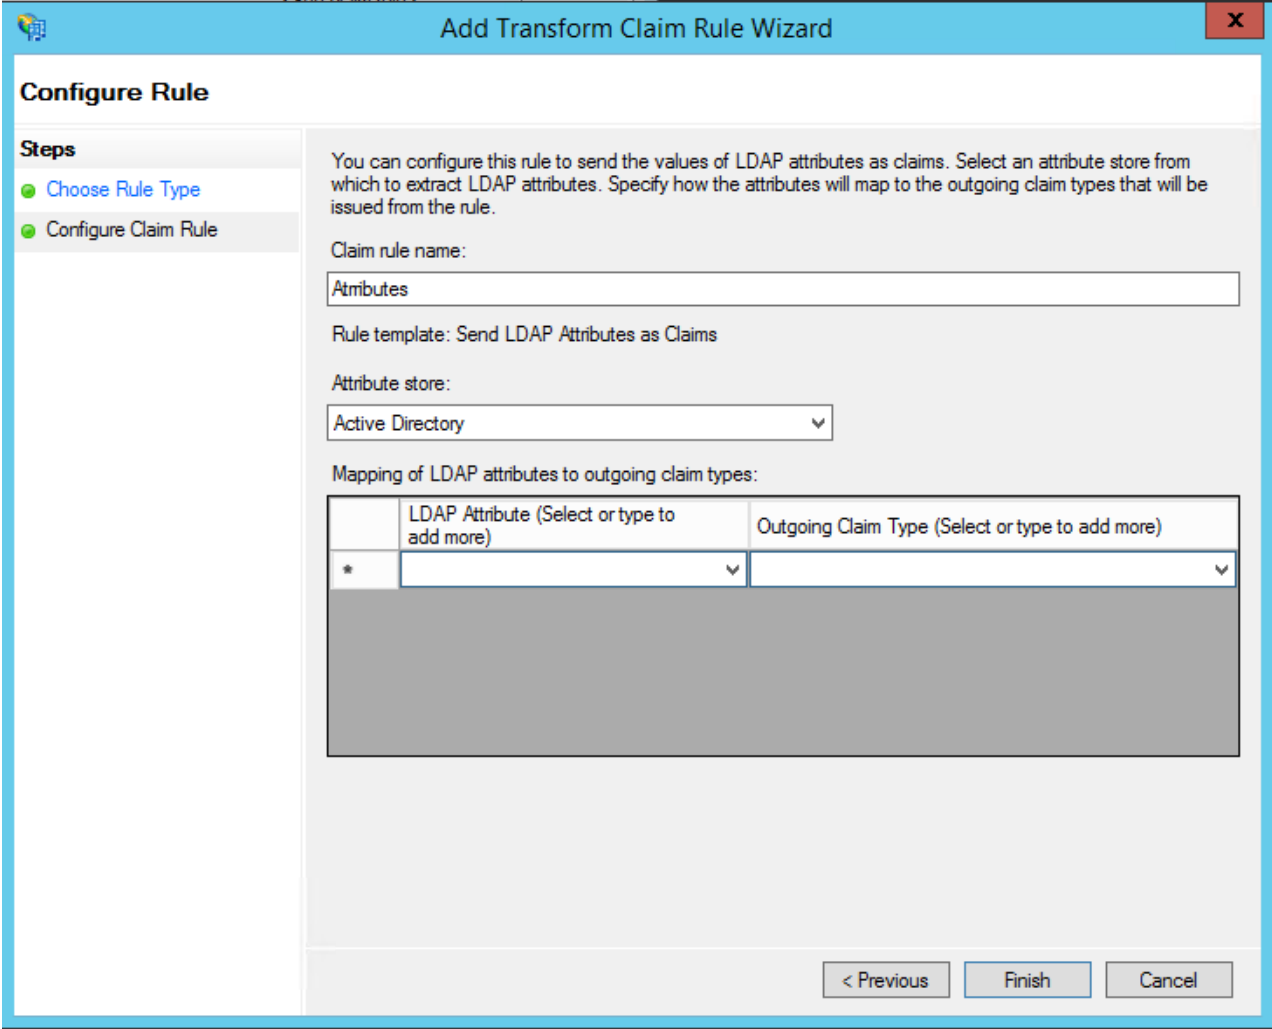 Add Transform Claim Rule Wizard
X
Configure Rule
Steps
Choose Rule Type
Configure Claim Rule
You can configure this rule to send the values of LDAP attributes as claims. Select an attribute store from
which to extract LDAP attributes. Specify how the attributes will map to the outgoing claim types that will be
issued from the rule.
Claim rule name:
Attributes
Rule template: Send LDAP Attributes as Claims
Attribute store:
Active Directory
Mapping of LDAP attributes to outgoing claim types:
LDAP Attribute (Select or type to
add more)
Outgoing Claim Type (Select or type to add more)
*
< Previous
Finish
Cancel